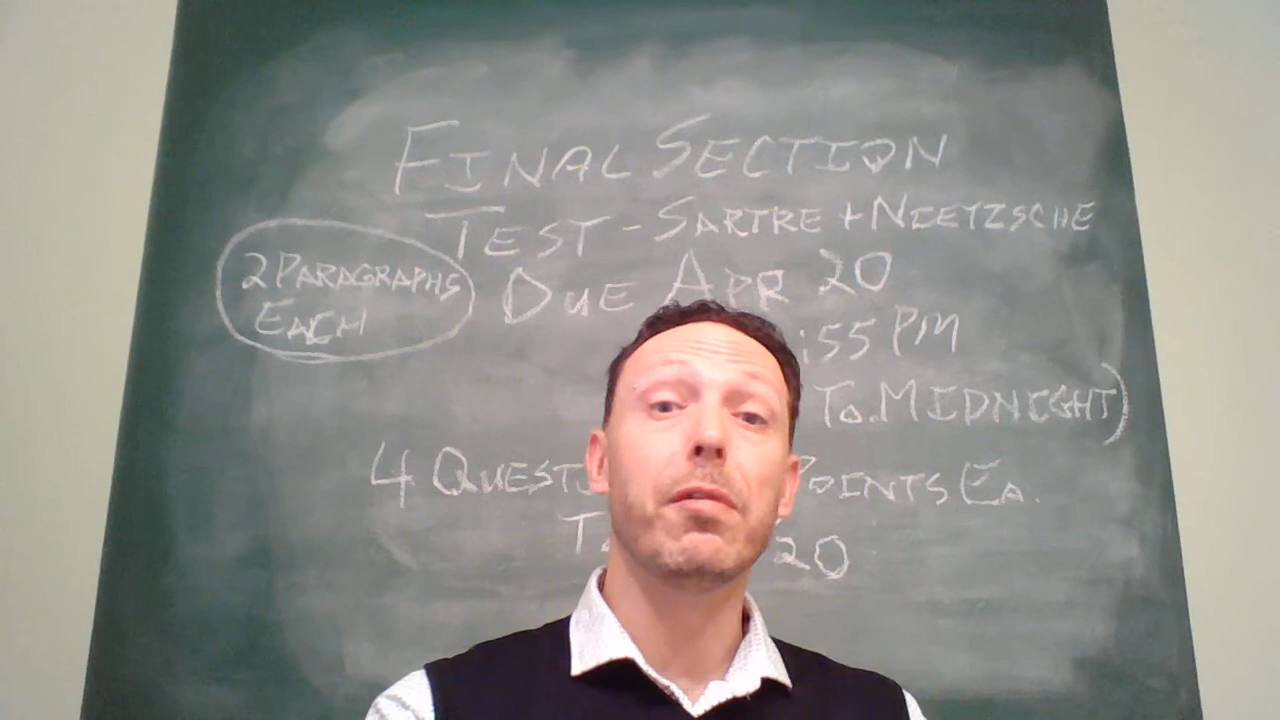 FINAL SECTION
TEST - SARTRE + NIETZSCHE
2 PARAGRAPHS
EACH
DUE APR 20
:55 PM
TO MIDNIGHT)
4 POINTS EA.
20